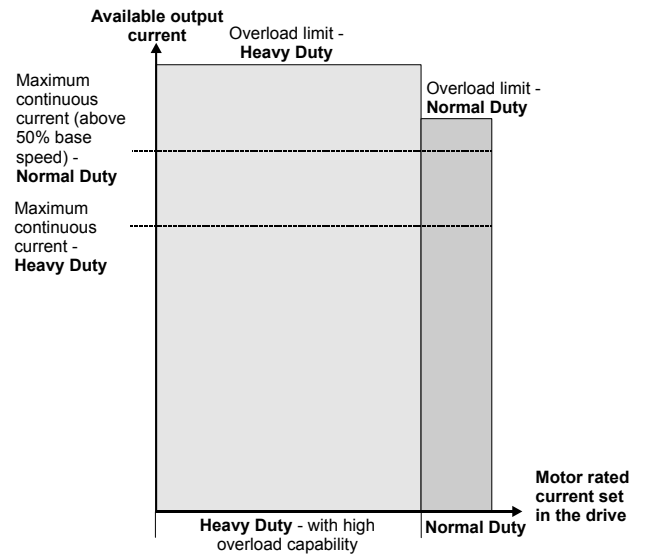 Available output
current
Overload limit -
Heavy Duty
Maximum
continuous
current (above
50% base
speed) -
Normal Duty
Overload limit -
Normal Duty
Maximum
continuous
current -
Heavy Duty
Motor rated
current set
in the drive
Heavy Duty - with high
overload capability
Normal Duty